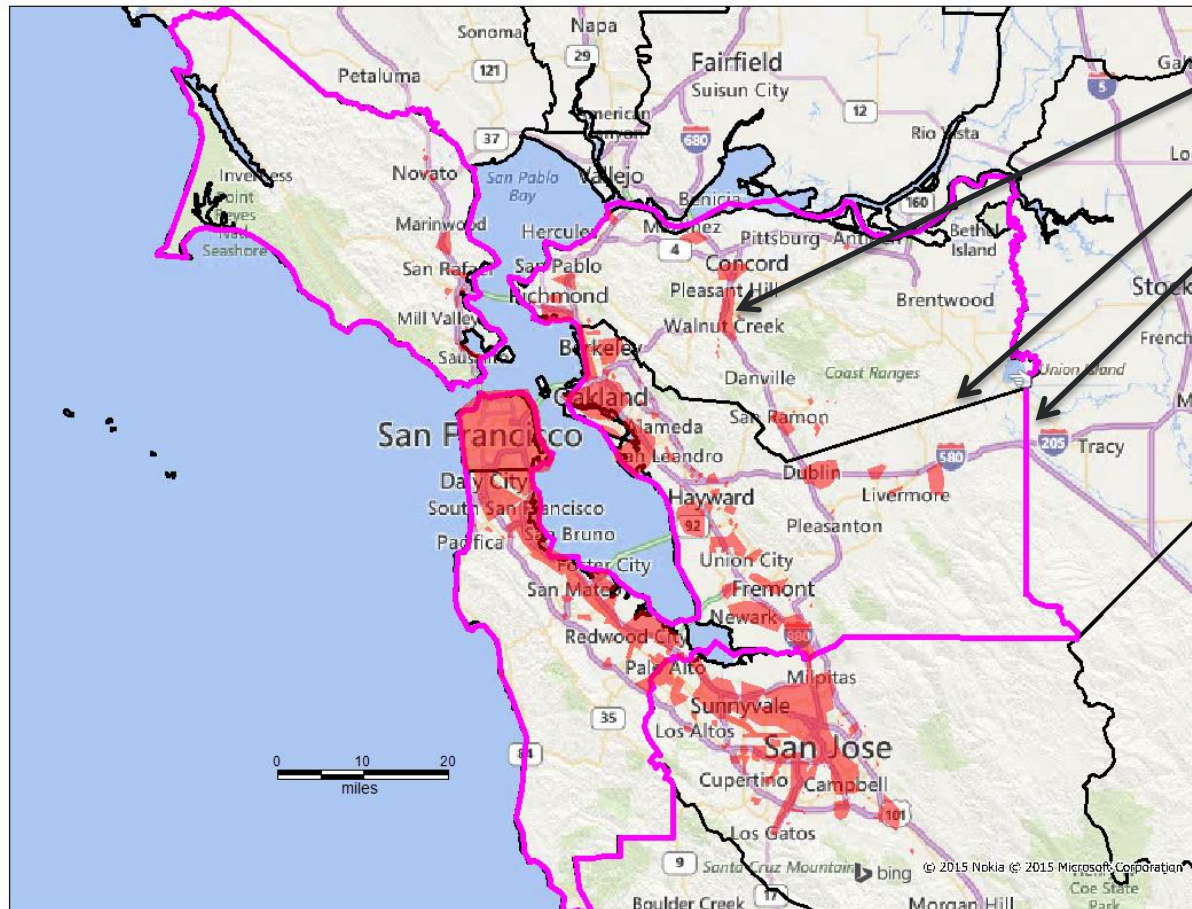 Sonoma
Napa
Petaluma
121
29
Fairfield
Suisun City
12
5
37
680
Rio Vista
Inverness
Novato
San Pablo
Bay
Vallejo
Benicia
160
Point
Seashore
Marinwood
Hercules
4
Pittsburg
Bethel
Island
San Rafael
San Pablo
Concord
Richmond
Pleasant Hill
Brentwood
Mill Valley
Walnut Creek
Berkeley
Danville
Coast Ranges
Union Island
Oakland
San Ramon
San Francisco
Alameda
San Leandro
580
205
Tracy
Daly City
Dublin
Livermore
South San Francisco
Hayward
92
Pacifica
San Bruno
Pleasanton
Foster City
Union City
San Mateo
Fremont
Newark
Redwood City
880
Palo Alto
Milpitas
Sunnyvale
35
Los Altos
San Jose
84
0 10 20
miles
Cupertino
Campbell
101
Los Gatos
9
Santa Cruz Mountains
bing
© 2015 Nokia © 2015 Microsoft Corporation
Coe State
Park
Boulder Creek
17
Morgan Hill